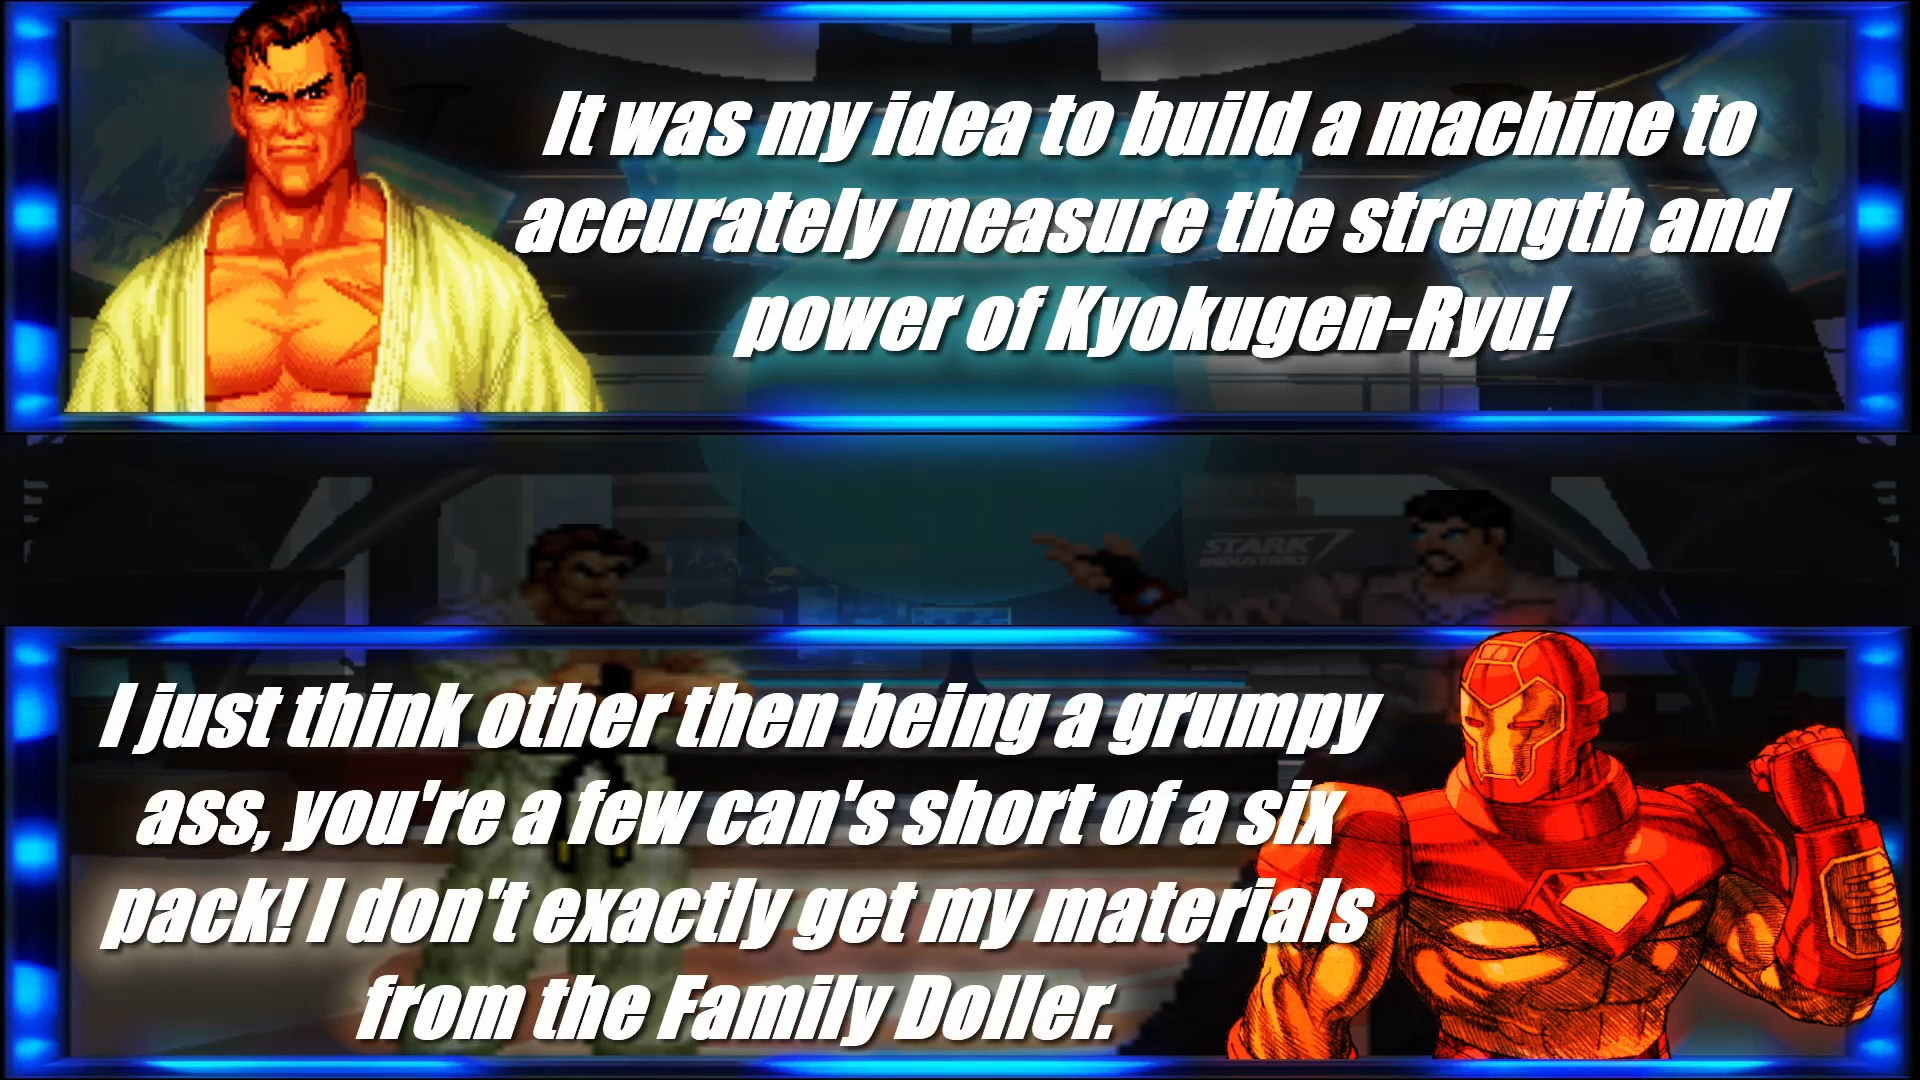 It was my idea to build a machine to
accurately measure the strength and
power of Kyokugen-Ryu!
STARK
INDUSTRIES
I just think other then being a grumpy
ass, you're a few can's short of a six
pack! I don't exactly get my materials
from the Family Doller.